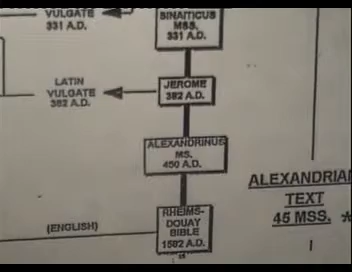 VULGATE
331 A.D.
SINAITICUS
MSS.
331 A.D.
LATIN
VULGATE
382 A.D.
JEROME
382 A.D.
ALEXANDRINUS
MS.
450 A.D.
ALEXANDRIAN
TEXT
45 MSS. *
(ENGLISH)
RHEIMS-
DOUAY
BIBLE
1582 A.D.